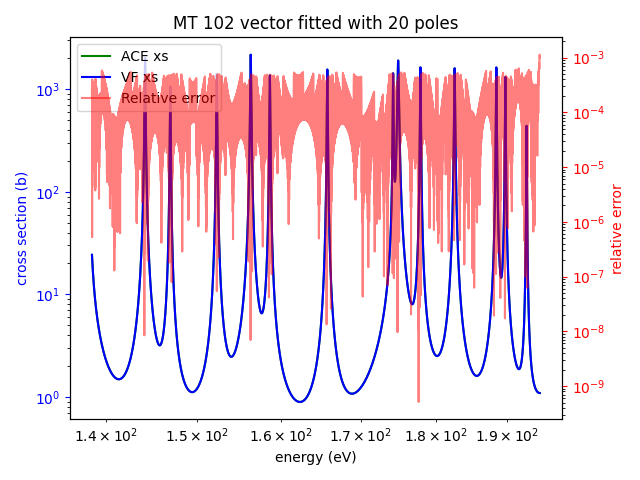 MT 102 vector fitted with 20 poles
ACE xs
VF xs
Relative error
cross section (b)
10³
10²
10¹
10⁰
10⁻³
10⁻⁴
10⁻⁵
10⁻⁶
10⁻⁷
10⁻⁸
10⁻⁹
relative error
1.4 × 10² 1.5 × 10² 1.6 × 10² 1.7 × 10² 1.8 × 10² 1.9 × 10²
energy (eV)